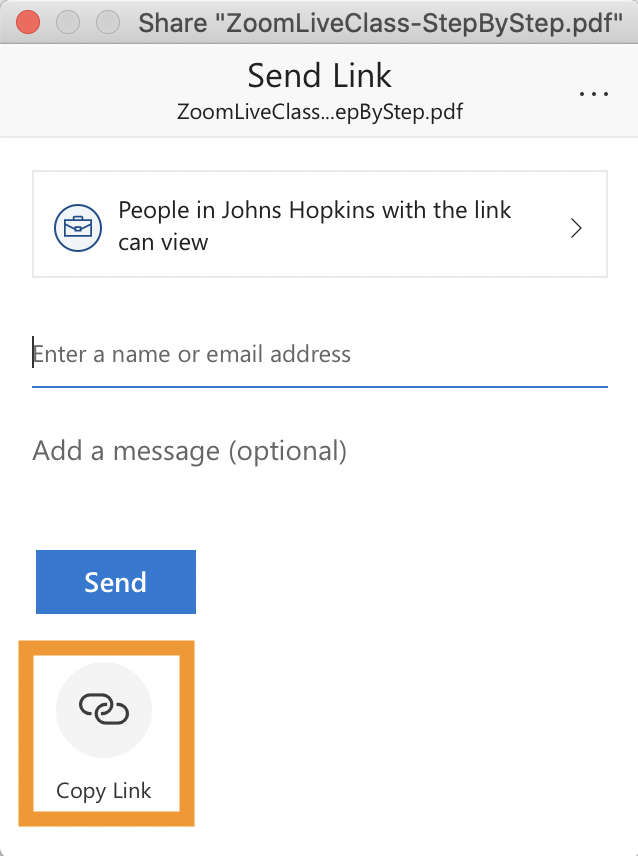 Share "ZoomLiveClass-StepByStep.pdf"
Send Link
ZoomLiveClass...epByStep.pdf
People in Johns Hopkins with the link
can view
Enter a name or email address
Add a message (optional)
Send
Copy Link